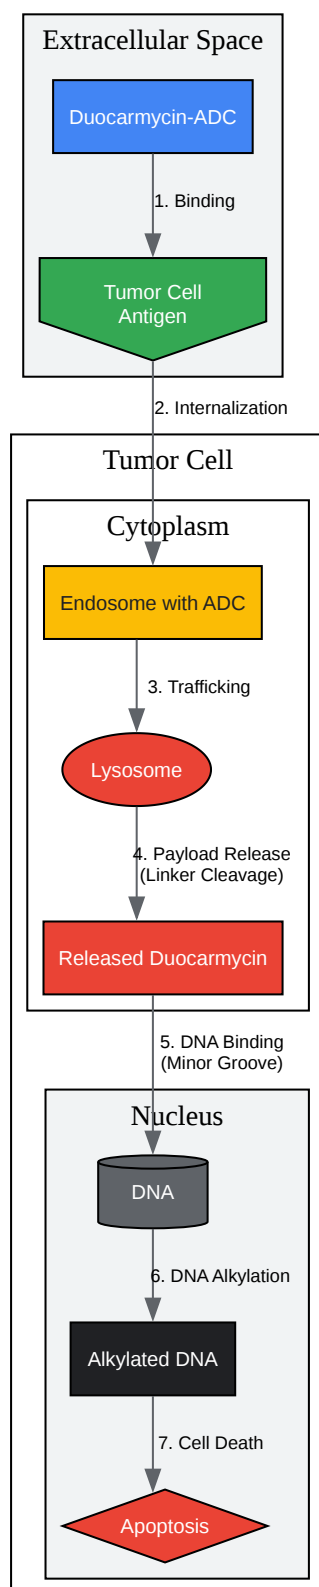 Extracellular Space
Duocarmycin-ADC
1. Binding
Tumor Cell
Antigen
2. Internalization
Tumor Cell
Cytoplasm
Endosome with ADC
3. Trafficking
Lysosome
4. Payload Release
(Linker Cleavage)
Released Duocarmycin
5. DNA Binding
(Minor Groove)
Nucleus
DNA
6. DNA Alkylation
Alkylated DNA
7. Cell Death
Apoptosis